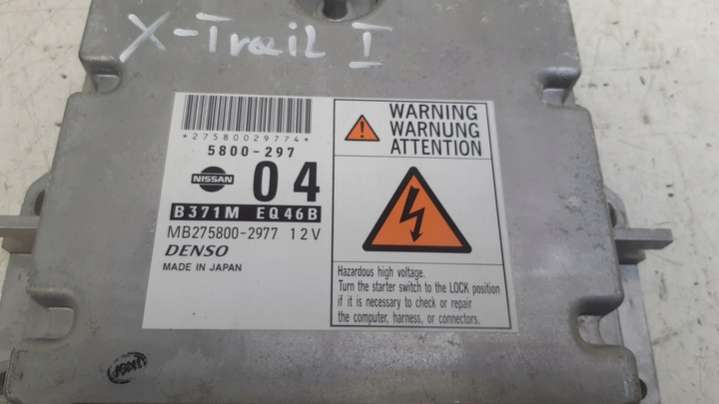 X-Trail I
*27580029774*
5800-297
NISSAN
04
B371M EQ46B
MB275800-2977 12V
DENSO
MADE IN JAPAN
WARNING
WARNUNG
ATTENTION
Hazardous high voltage.
Turn the starter switch to the LOCK position
if it is necessary to check or repair
the computer, harness, or connectors.